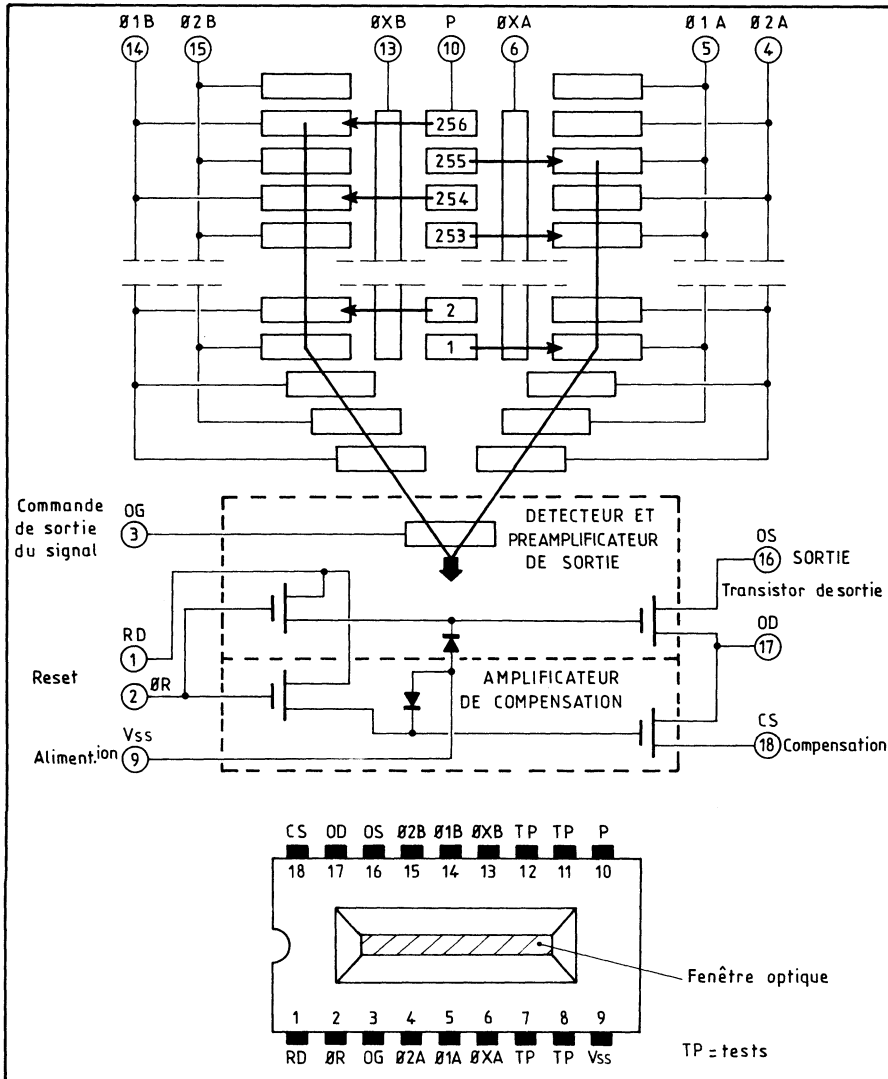 Ø1B Ø2B ØXB P ØXA Ø1A Ø2A
14 15 13 10 6 5 4
256
255
254
253
2
1
Commande
de sortie
du signal
OG
3
DETECTEUR ET
PREAMPLIFICATEUR
DE SORTIE
OS
16 SORTIE
Transistor de sortie
OD
17
RD
1
Reset
2 ØR
AMPLIFICATEUR
DE COMPENSATION
Vss
Aliment.ion 9
CS
18 Compensation
CS OD OS Ø2B Ø1B ØXB TP TP P
18 17 16 15 14 13 12 11 10
Fenêtre optique
1 2 3 4 5 6 7 8 9
RD ØR OG Ø2A Ø1A ØXA TP TP Vss
TP=tests